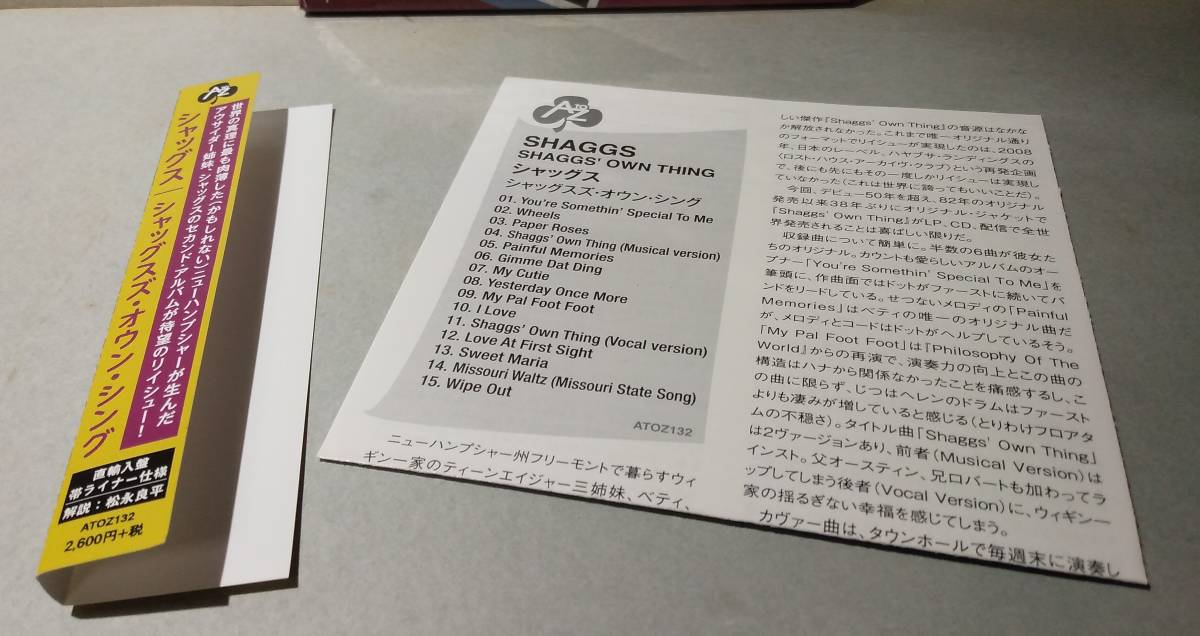 A TO Z
シャッグス|シャッグスズ・オウン・シング
世界の真理に最も肉薄した(かもしれない)ニューハンプシャーが生んだ
アウサイダー姉妹、シャッグスのセカンド・アルバムが待望のリイシュー!
直輸入盤
帯ライナー仕様
解説:松永良平
ATOZ132
2,600円+税
A TO Z
SHAGGS
SHAGGS' OWN THING
シャッグス
シャッグスズ・オウン・シング
01. You're Somethin' Special To Me
02. Wheels
03. Paper Roses
04. Shaggs' Own Thing (Musical version)
05. Painful Memories
06. Gimme Dat Ding
07. My Cutie
08. Yesterday Once More
09. My Pal Foot Foot
10. I Love
11. Shaggs' Own Thing (Vocal version)
12. Love At First Sight
13. Sweet Maria
14. Missouri Waltz (Missouri State Song)
15. Wipe Out
ATOZ132
ニューハンプシャー州フリーモントで暮らすウィ
ギン一家のティーンエイジャー三姉妹、ベティ、
しい傑作『Shaggs' Own Thing』の音源はなかな
か解放されなかった。これまで唯一オリジナル通り
のフォーマットでリイシューが実現したのは、2008
年、日本のレーベル、ハヤブサ・ランディングスの
〈ロスト・ハウス・アーカイヴ・クラブ〉という再発企画
で、後にも先にもその一度しかリイシューは実現し
ていなかった(これは世界に誇ってもいいことだ)。
今回、デビュー50年を超え、82年のオリジナル
発売以来38年ぶりにオリジナル・ジャケットで
『Shaggs' Own Thing』がLP、CD、配信で全世
界発売されることは喜ばしい限りだ。
収録曲について簡単に。半数の6曲が彼女た
ちのオリジナル。カウントも愛らしいアルバムのオー
プナー「You're Somethin' Special To Me」を
筆頭に、作曲面ではドットがファーストに続いてバ
ンドをリードしている。せつないメロディの「Painful
Memories」はベティの唯一のオリジナル曲だ
が、メロディとコードはドットがヘルプしているそう。
「My Pal Foot Foot」は『Philosophy Of The
World』からの再演で、演奏力の向上とこの曲の
構造はハナから関係なかったことを痛感するし、こ
の曲に限らず、じつはヘレンのドラムはファースト
よりも凄みが増していると感じる(とりわけフロアタ
ムの不穏さ)。タイトル曲「Shaggs' Own Thing」
は2ヴァージョンあり、前者(Musical Version)は
インスト。父オースティン、兄ロバートも加わってラ
ップしてしまう後者(Vocal Version)に、ウィギン一
家の揺るぎない幸福を感じてしまう。
カヴァー曲は、タウンホールで毎週末に演奏し